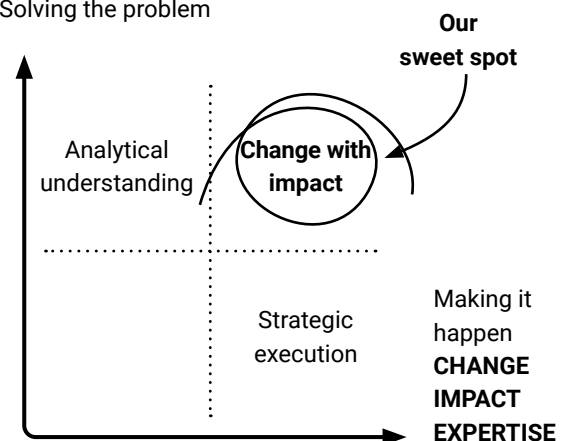 Solving the problem
Our
sweet spot
Analytical
understanding
Change with
impact
Strategic
execution
Making it
happen
CHANGE
IMPACT
EXPERTISE